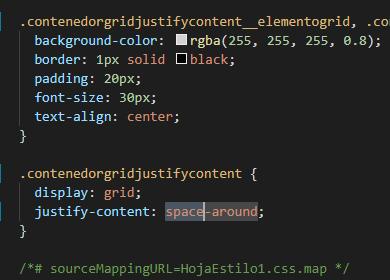 .contenedorgridjustifycontent__elementogrid, .co
background-color: rgba(255, 255, 255, 0.8);
border: 1px solid black;
padding: 20px;
font-size: 30px;
text-align: center;
}
.contenedorgridjustifycontent {
display: grid;
justify-content: space-around;
}
/*# sourceMappingURL=HojaEstilo1.css.map */